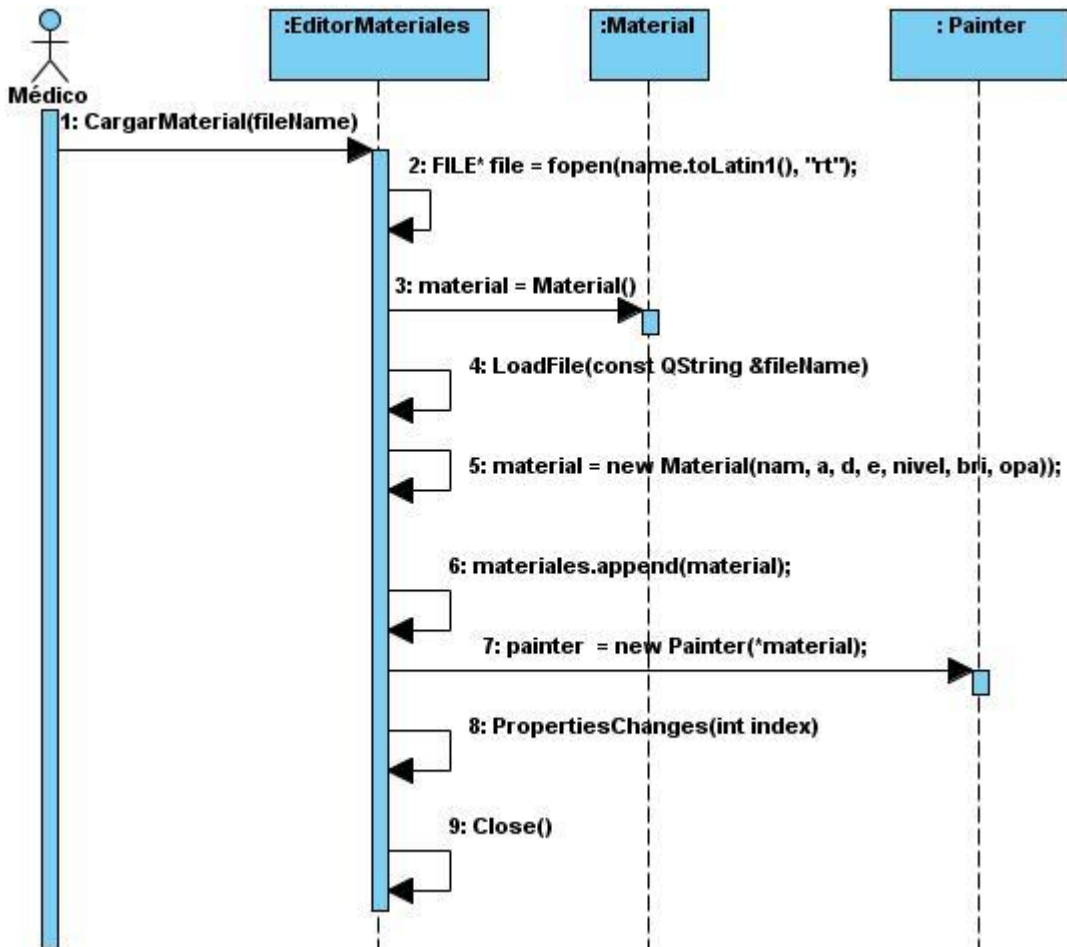 :EditorMateriales
:Material
: Painter
Médico
1: CargarMaterial(fileName)
2: FILE* file = fopen(name.toLatin1(), "rt");
3: material = Material()
4: LoadFile(const QString &fileName)
5: material = new Material(nam, a, d, e, nivel, bri, opa));
6: materiales.append(material);
7: painter  = new Painter(*material);
8: PropertiesChanges(int index)
9: Close()